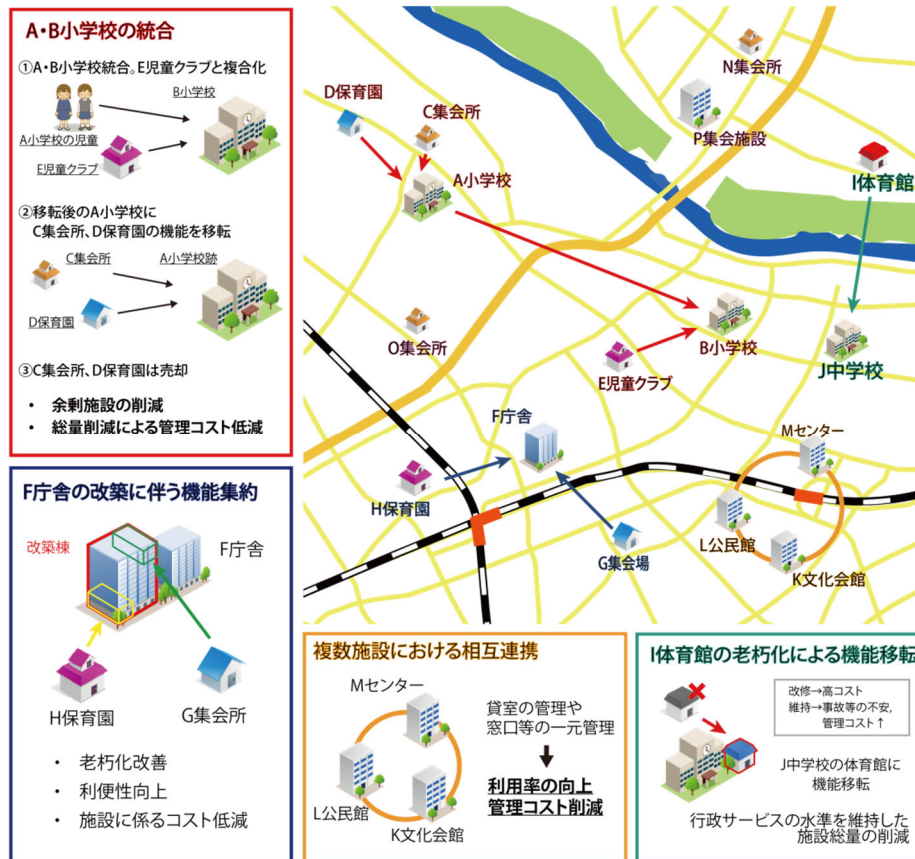 A・B小学校の統合
①A・B小学校統合。E児童クラブと複合化
B小学校
A小学校の児童
E児童クラブ
②移転後のA小学校に
C集会所、D保育園の機能を移転
C集会所
A小学校跡
D保育園
③C集会所、D保育園は売却
・ 余剰施設の削減
・ 総量削減による管理コスト低減
F庁舎の改築に伴う機能集約
改築棟
F庁舎
H保育園
G集会所
・ 老朽化改善
・ 利便性向上
・ 施設に係るコスト低減
N集会所
D保育園
C集会所
P集会施設
A小学校
I体育館
O集会所
B小学校
E児童クラブ
J中学校
F庁舎
Mセンター
H保育園
L公民館
G集会場
K文化会館
複数施設における相互連携
Mセンター
貸室の管理や
窓口等の一元管理
L公民館
利用率の向上
管理コスト削減
K文化会館
I体育館の老朽化による機能移転
改修→高コスト
維持→事故等の不安,
管理コスト↑
J中学校の体育館に
機能移転
行政サービスの水準を維持した
施設総量の削減